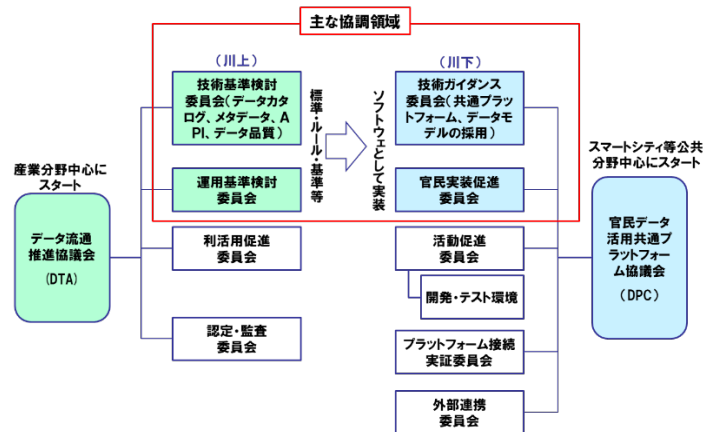 主な協調領域
（川上）
（川下）
技術基準検討
委員会（データカタ
ログ、メタデータ、A
PI、データ品質）
標準・ルール・基準等
ソフトウェとして実装
技術ガイダンス
委員会（共通プラッ
トフォーム、データモ
デルの採用）
運用基準検討
委員会
官民実装促進
委員会
産業分野中心に
スタート
スマートシティ等公共
分野中心にスタート
データ流通
推進協議会
(DTA)
利活用促進
委員会
認定・監査
委員会
活動促進
委員会
開発・テスト環境
プラットフォーム接続
実証委員会
外部連携
委員会
官民データ
活用共通プ
ラットフォー
ム協議会
（DPC）